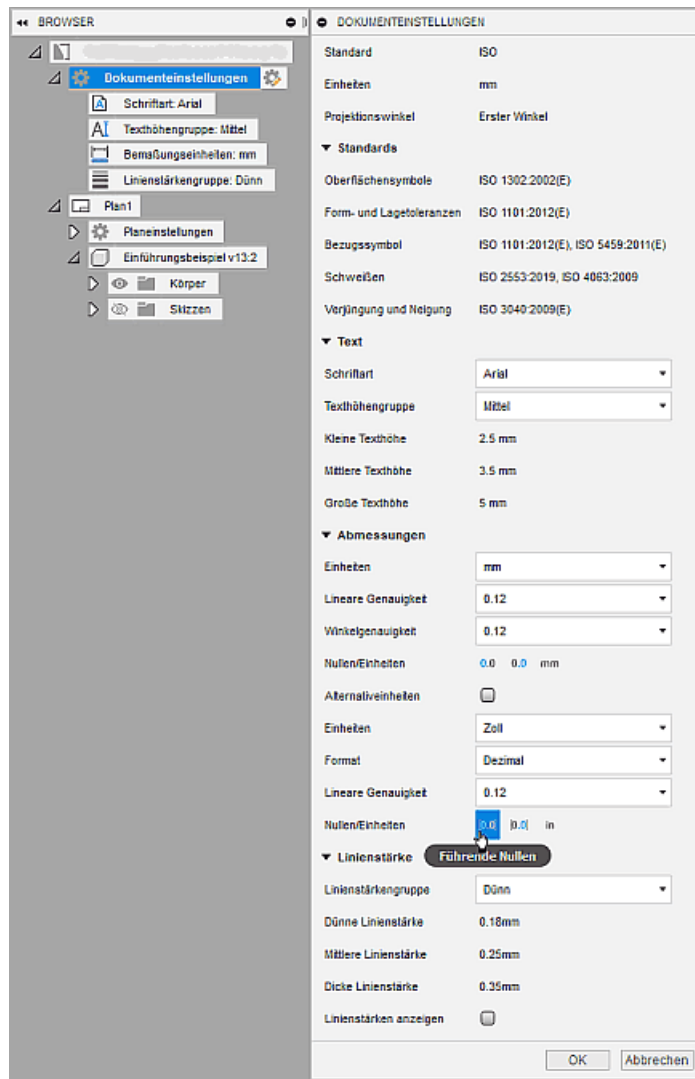 BROWSER
Dokumenteinstellungen
Schriftart: Arial
Texthöhengruppe: Mittel
Bemaßungseinheiten: mm
Linienstärkengruppe: Dünn
Plan1
Planeinstellungen
Einführungsbeispiel v13:2
Körper
Skizzen
DOKUMENTEINSTELLUNGEN
Standard ISO
Einheiten mm
Projektionswinkel Erster Winkel
Standards
Oberflächensymbole ISO 1302:2002(E)
Form- und Lagetoleranzen ISO 1101:2012(E)
Bezugssymbol ISO 1101:2012(E), ISO 5459:2011(E)
Schweißen ISO 2553:2019, ISO 4063:2009
Verjüngung und Neigung ISO 3040:2009(E)
Text
Schriftart Arial
Texthöhengruppe Mittel
Kleine Texthöhe 2.5 mm
Mittlere Texthöhe 3.5 mm
Große Texthöhe 5 mm
Abmessungen
Einheiten mm
Lineare Genauigkeit 0.12
Winkelgenauigkeit 0.12
Nullen/Einheiten 0.0 0.0 mm
Alternativeinheiten
Einheiten Zoll
Format Dezimal
Lineare Genauigkeit 0.12
Nullen/Einheiten |0.0| |0.0| in
Linienstärke Führende Nullen
Linienstärkengruppe Dünn
Dünne Linienstärke 0.18mm
Mittlere Linienstärke 0.25mm
Dicke Linienstärke 0.35mm
Linienstärken anzeigen
OK Abbrechen